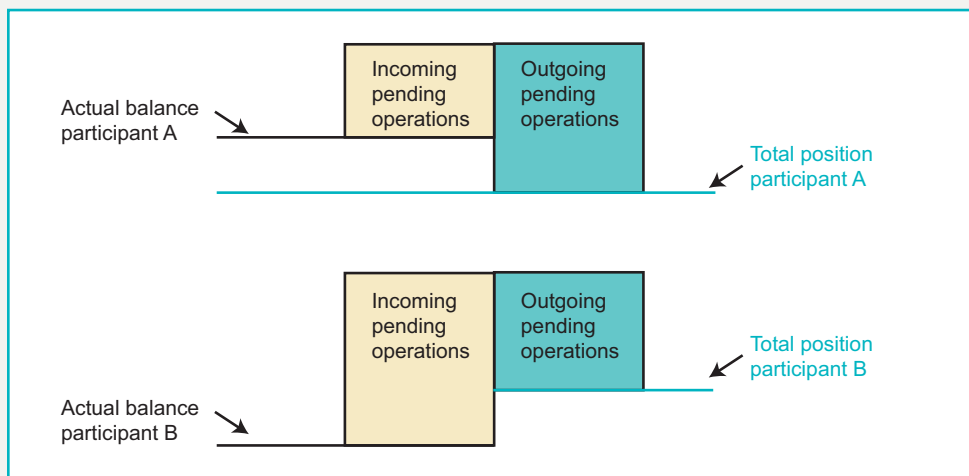 Incoming
pending
operations
Outgoing
pending
operations
Actual balance
participant A
Total position
participant A
Incoming
pending
operations
Outgoing
pending
operations
Total position
participant B
Actual balance
participant B